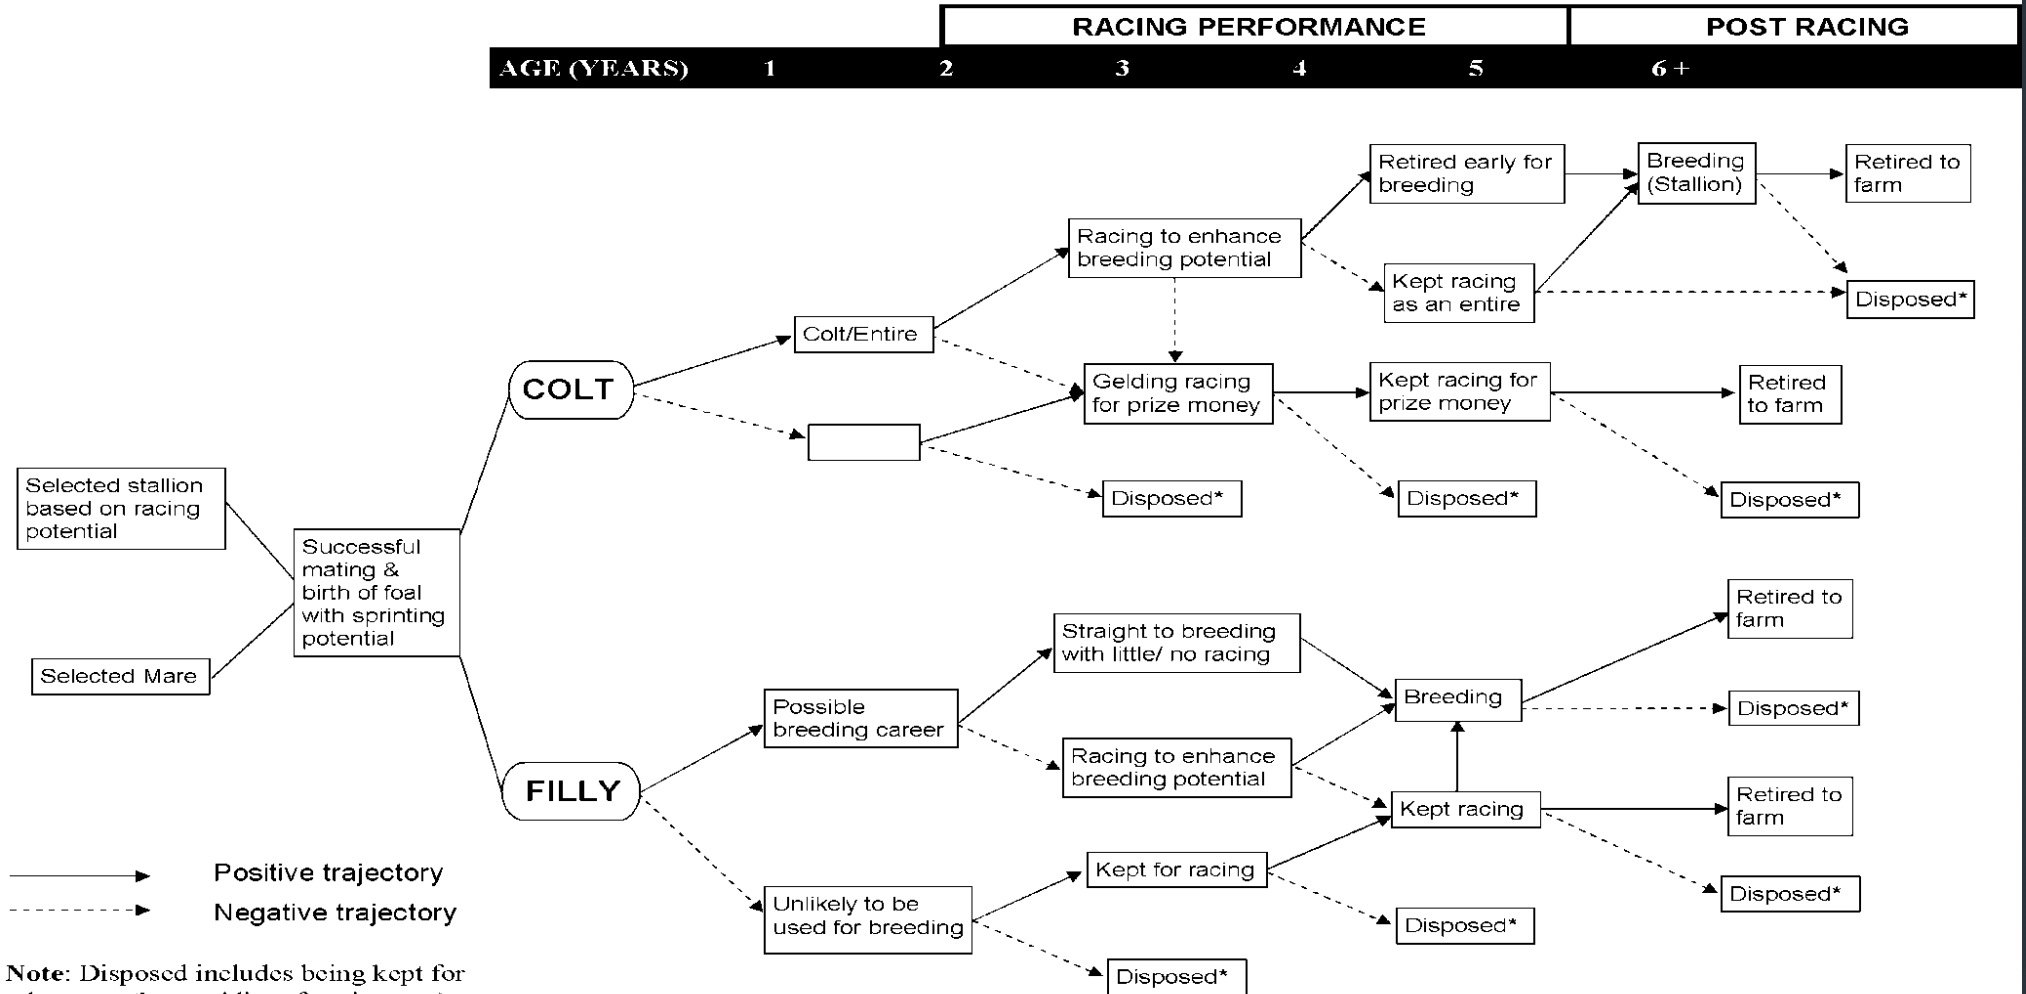 RACING PERFORMANCE
POST RACING
AGE (YEARS) 1 2 3 4 5 6 +
Retired early for
breeding
Breeding
(Stallion)
Retired to
farm
Racing to enhance
breeding potential
Kept racing
as an entire
Disposed*
Colt/Entire
COLT
Gelding racing
for prize money
Kept racing for
prize money
Retired
to farm
Disposed*
Disposed*
Disposed*
Selected stallion
based on racing
potential
Successful
mating &
birth of foal
with sprinting
potential
Selected Mare
Straight to breeding
with little/ no racing
Retired to
farm
Possible
breeding career
Breeding
Disposed*
Racing to enhance
breeding potential
FILLY
Kept racing
Retired to
farm
Kept for racing
Disposed*
Unlikely to be
used for breeding
Disposed*
Disposed*
Positive trajectory
Negative trajectory
Note: Disposed includes being kept for